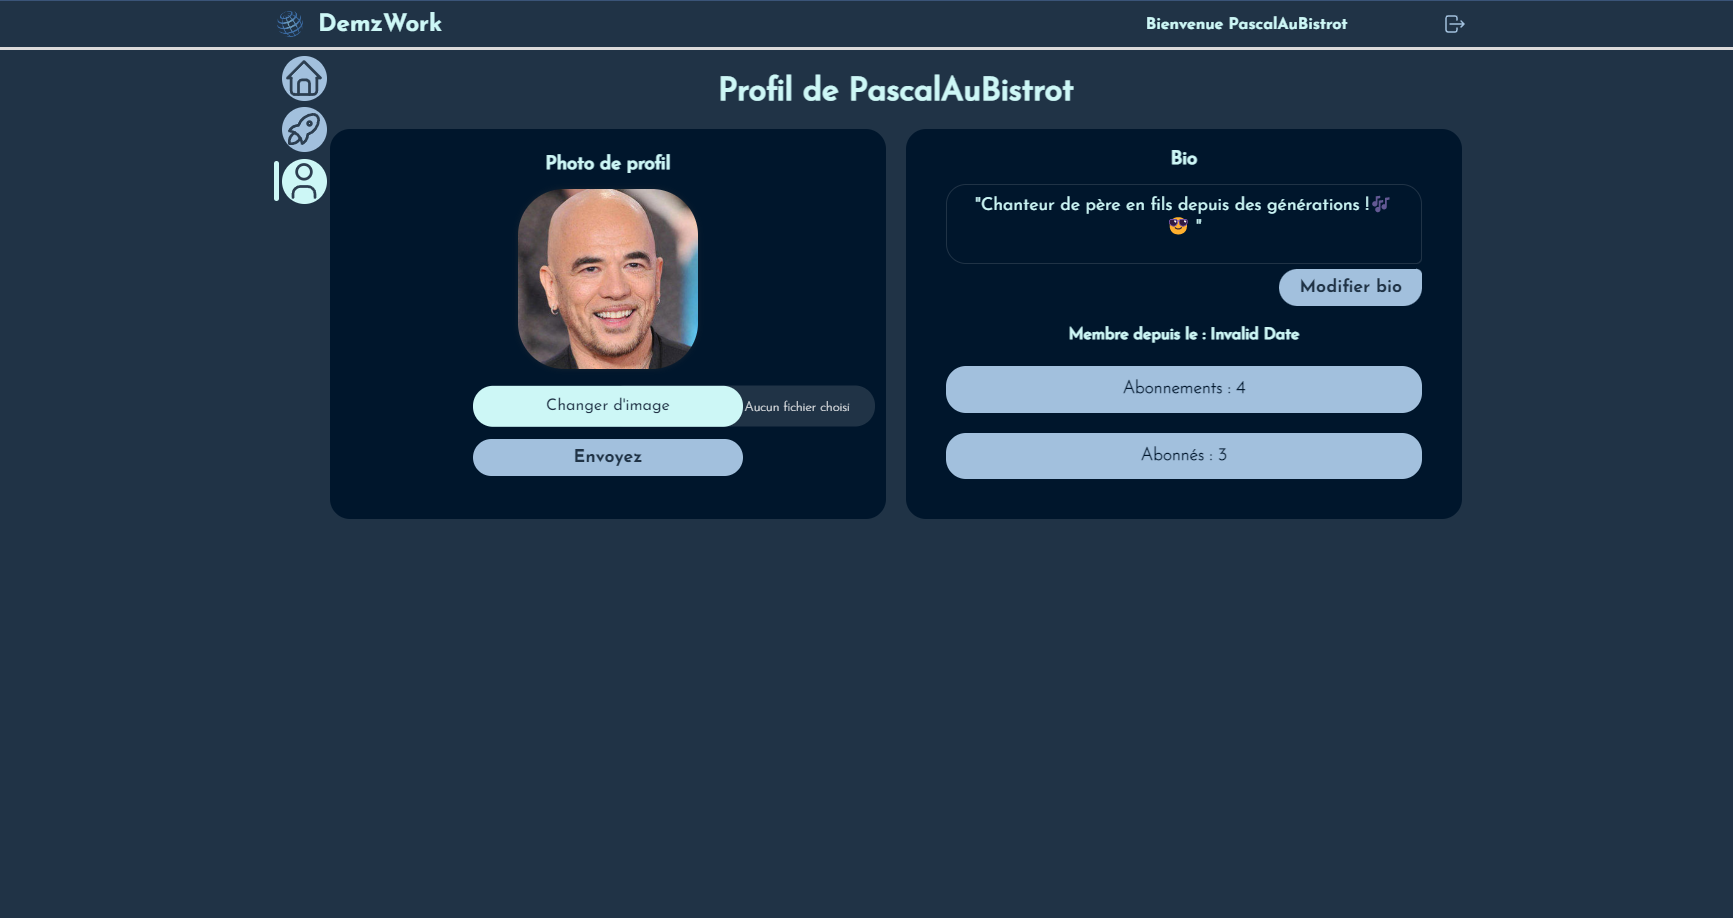 DemzWork
Bienvenue PascalAuBistrot
Profil de PascalAuBistrot
Photo de profil
Changer d'image
Aucun fichier choisi
Envoyez
Bio
"Chanteur de père en fils depuis des générations !🎶
😎 "
Modifier bio
Membre depuis le : Invalid Date
Abonnements : 4
Abonnés : 3